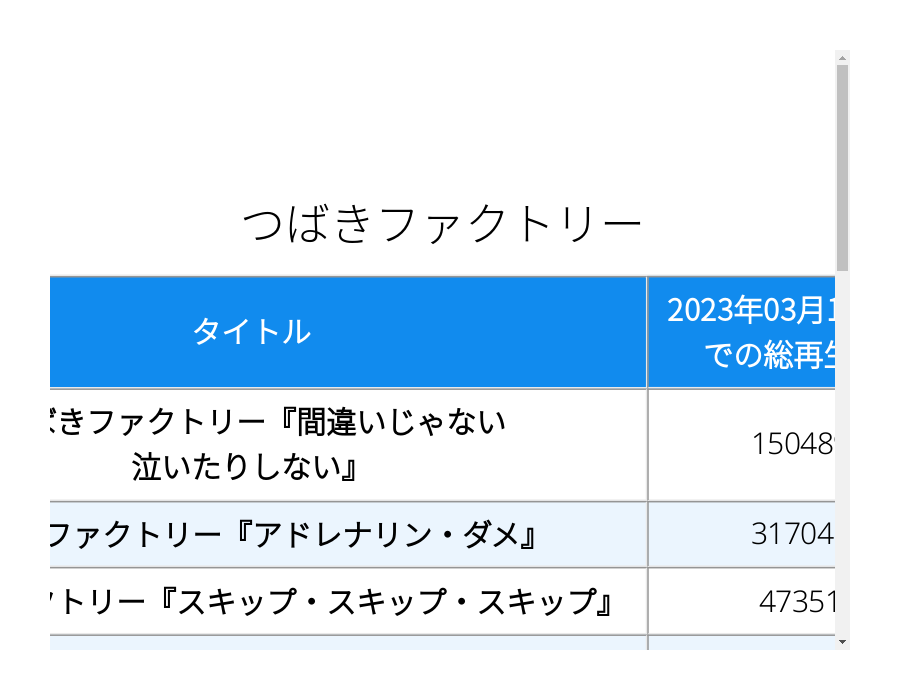 つばきファクトリー
タイトル
2023年03月1
での総再生
ばきファクトリー『間違いじゃない
泣いたりしない』
15048
ファクトリー『アドレナリン・ダメ』
31704
クトリー『スキップ・スキップ・スキップ』
47351